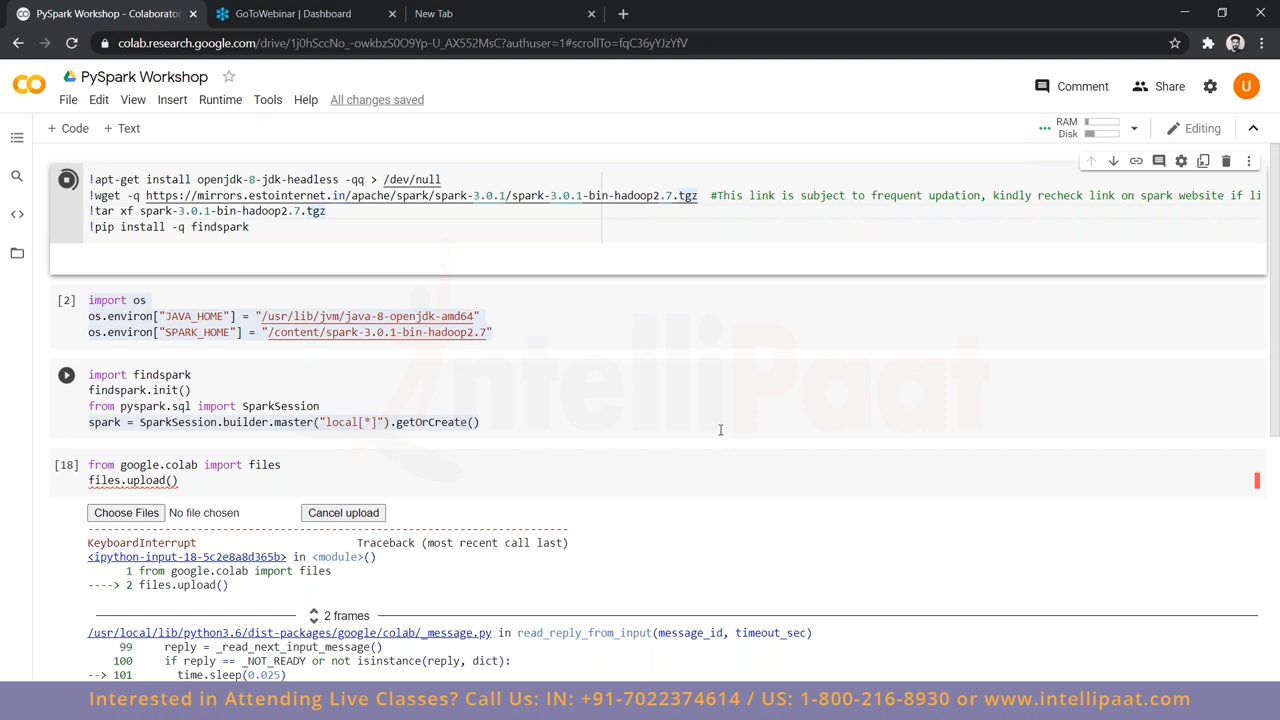 PySpark Workshop - Colaborator
GoToWebinar | Dashboard
New Tab
colab.research.google.com/drive/1j0hSccNo_-owkbzS0O9Yp-U_AX552MsC?authuser=1#scrollTo=fqC36yYJzYfV
PySpark Workshop
File Edit View Insert Runtime Tools Help All changes saved
Comment Share U
+ Code + Text
RAM
Disk
Editing
!apt-get install openjdk-8-jdk-headless -qq > /dev/null
!wget -q https://mirrors.estointernet.in/apache/spark/spark-3.0.1/spark-3.0.1-bin-hadoop2.7.tgz #This link is subject to frequent updation, kindly recheck link on spark website if li
!tar xf spark-3.0.1-bin-hadoop2.7.tgz
!pip install -q findspark
[2] import os
os.environ["JAVA_HOME"] = "/usr/lib/jvm/java-8-openjdk-amd64"
os.environ["SPARK_HOME"] = "/content/spark-3.0.1-bin-hadoop2.7"
import findspark
findspark.init()
from pyspark.sql import SparkSession
spark = SparkSession.builder.master("local[*]").getOrCreate()
intelliPaat
[18] from google.colab import files
files.upload()
Choose Files No file chosen Cancel upload
---------------------------------------------------------------------------
KeyboardInterrupt Traceback (most recent call last)
<ipython-input-18-5c2e8a8d365b> in <module>()
1 from google.colab import files
----> 2 files.upload()
2 frames
/usr/local/lib/python3.6/dist-packages/google/colab/_message.py in read_reply_from_input(message_id, timeout_sec)
99 reply = _read_next_input_message()
100 if reply == _NOT_READY or not isinstance(reply, dict):
--> 101 time.sleep(0.025)
Interested in Attending Live Classes? Call Us: IN: +91-7022374614 / US: 1-800-216-8930 or www.intellipaat.com